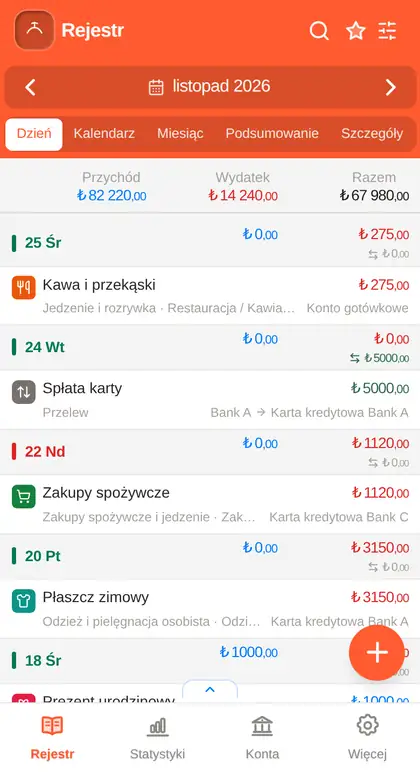 Rejestr
listopad 2026
Dzień Kalendarz Miesiąc Podsumowanie Szczegóły
Przychód Wydatek Razem
₺ 82 220,00 ₺ 14 240,00 ₺ 67 980,00
25 Śr ₺ 0,00 ₺ 275,00
₺ 0,00
Kawa i przekąski ₺ 275,00
Jedzenie i rozrywka · Restauracja / Kawia… Konto gotówkowe
24 Wt ₺ 0,00 ₺ 0,00
₺ 5000,00
Spłata karty ₺ 5000,00
Przelew Bank A → Karta kredytowa Bank A
22 Nd ₺ 0,00 ₺ 1120,00
₺ 0,00
Zakupy spożywcze ₺ 1120,00
Zakupy spożywcze i jedzenie · Zak… Karta kredytowa Bank C
20 Pt ₺ 0,00 ₺ 3150,00
₺ 0,00
Płaszcz zimowy ₺ 3150,00
Odzież i pielęgnacja osobista · Odzi… Karta kredytowa Bank A
18 Śr ₺ 1000,00
Prezent urodzinowy ₺ 1000,00
Rejestr Statystyki Konta Więcej